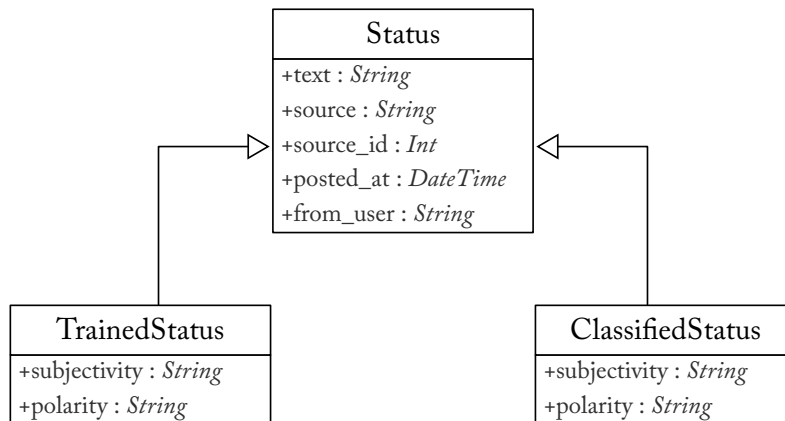 Status
+text : String
+source : String
+source_id : Int
+posted_at : DateTime
+from_user : String
TrainedStatus
+subjectivity : String
+polarity : String
ClassifiedStatus
+subjectivity : String
+polarity : String